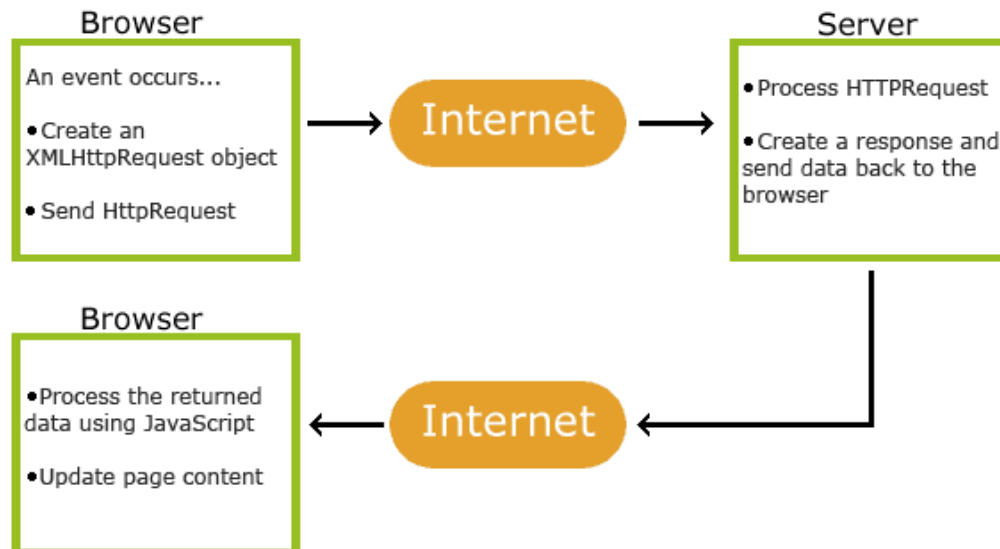 Browser
An event occurs...
•Create an
XMLHttpRequest object
• Send HttpRequest
Internet
Server
•Process HTTPRequest
•Create a response and
send data back to the
browser
Browser
•Process the returned
data using JavaScript
•Update page content
Internet